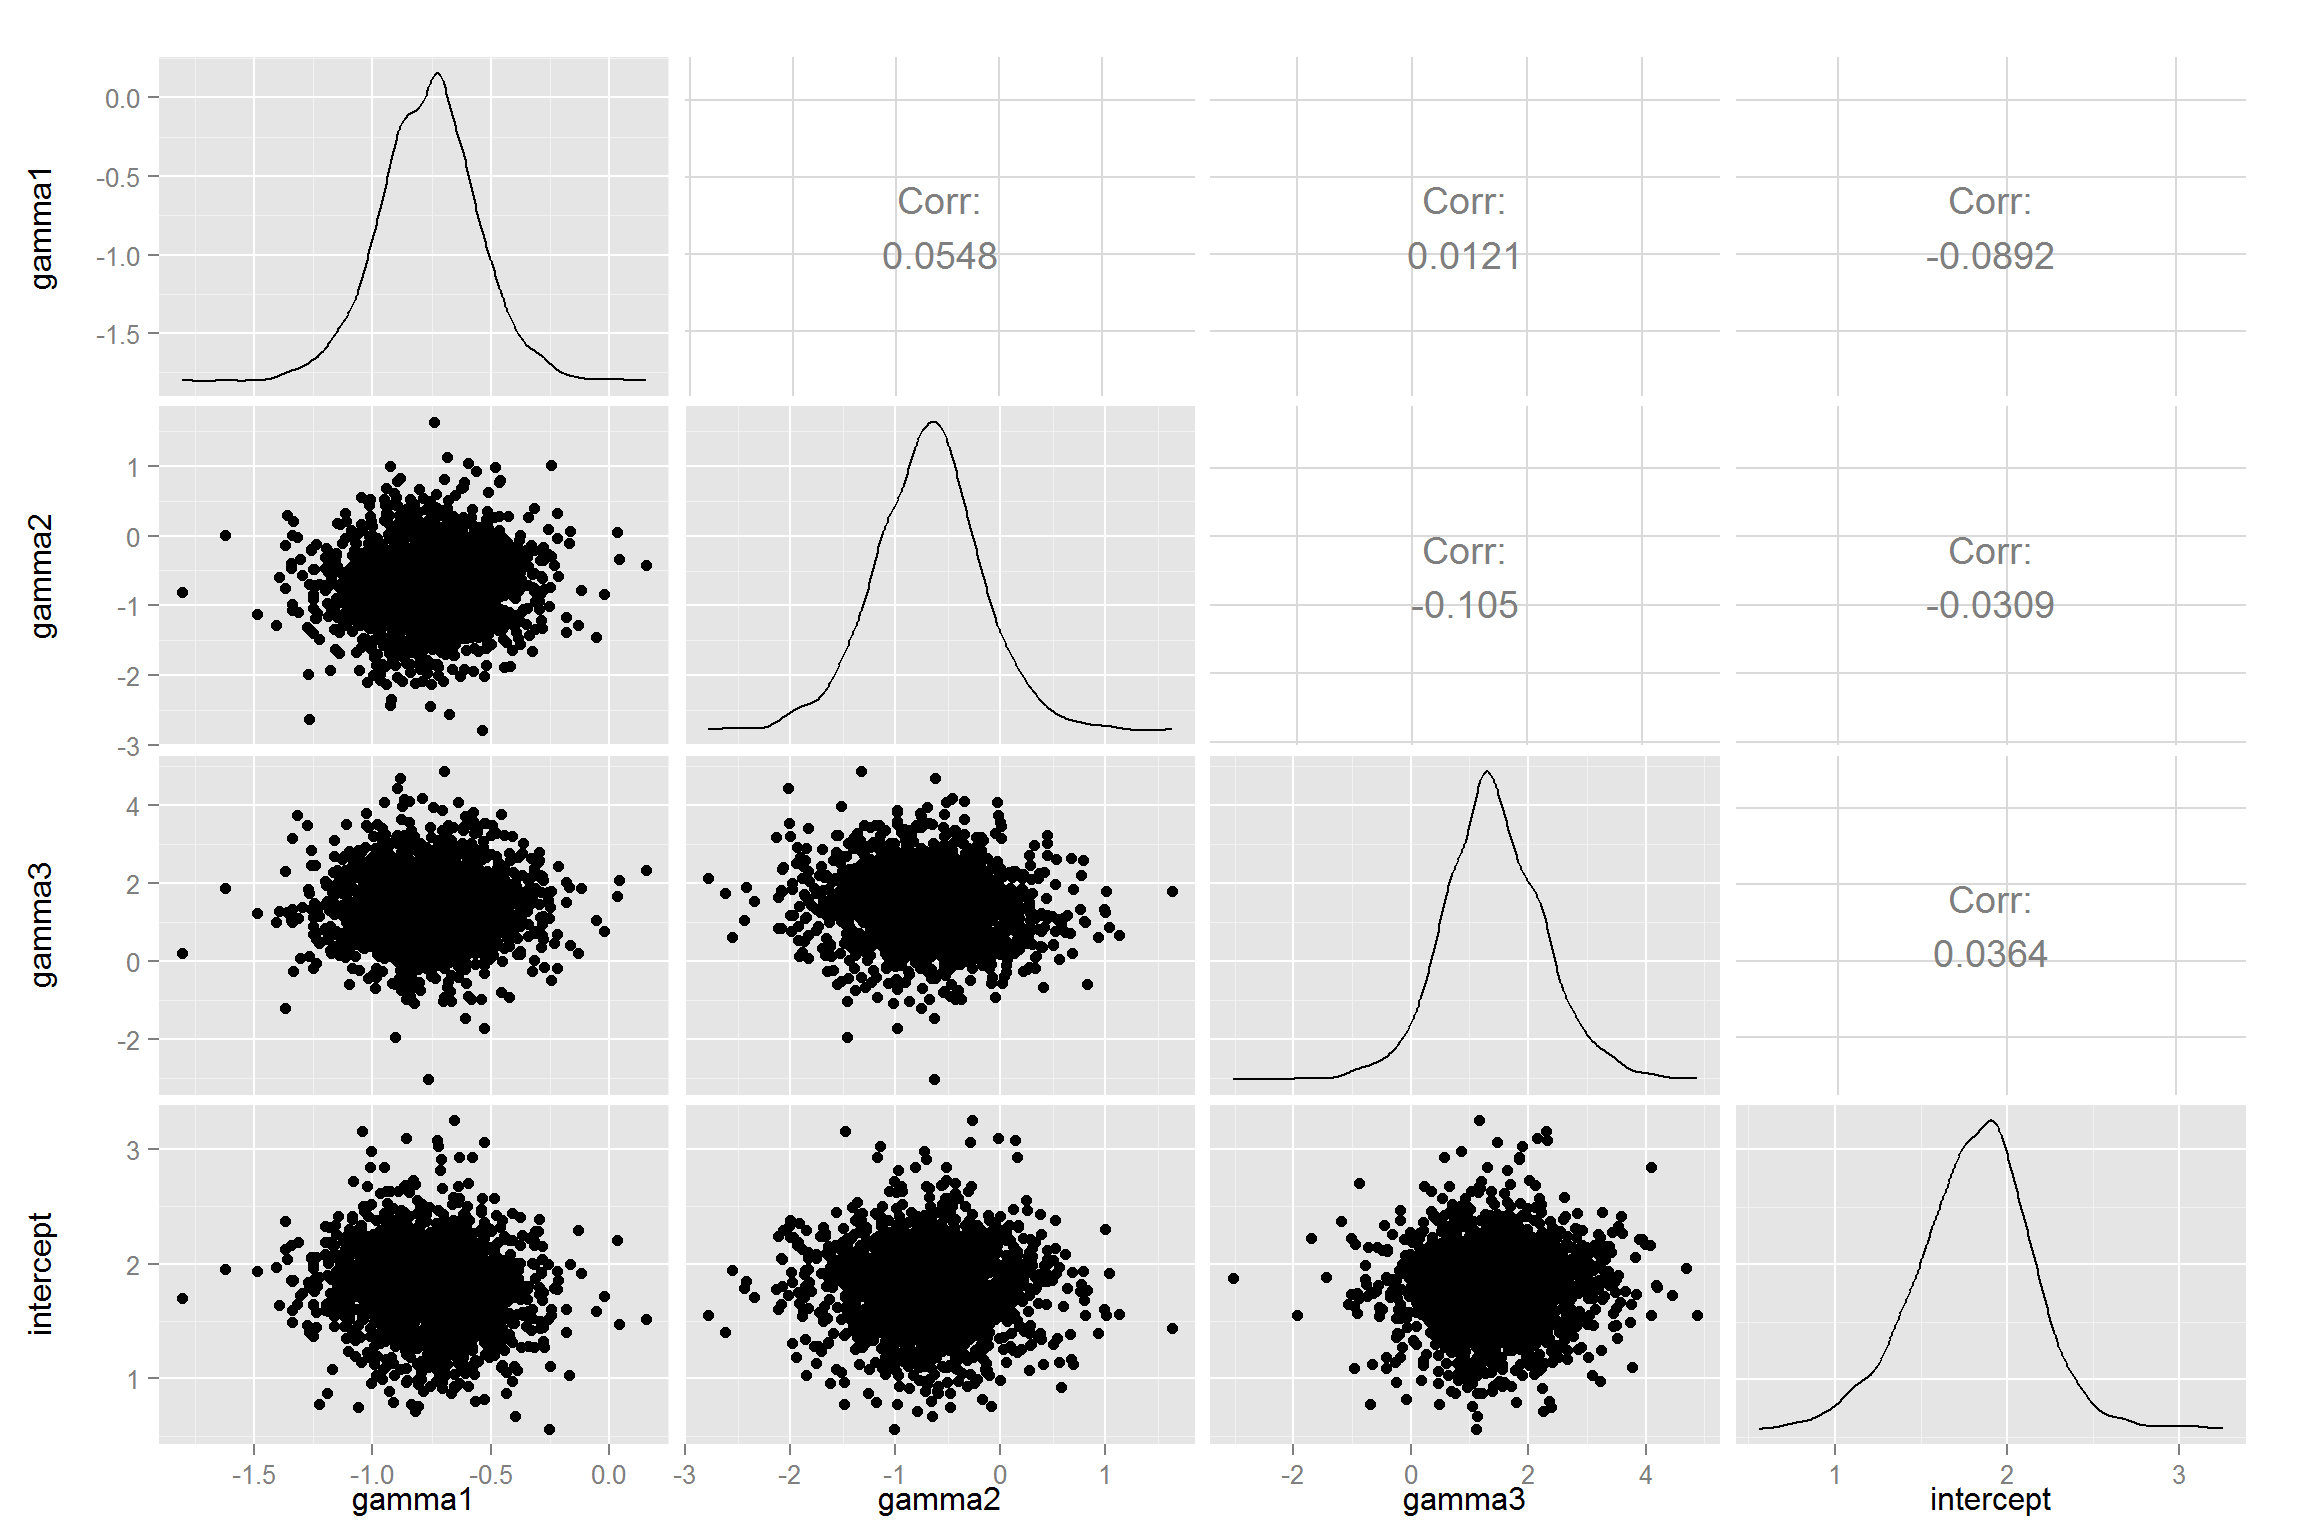 gamma1
0.0
-0.5
-1.0
-1.5
Corr:
0.0548
Corr:
0.0121
Corr:
-0.0892
gamma2
1
0
-1
-2
-3
Corr:
-0.105
Corr:
-0.0309
gamma3
4
2
0
-2
Corr:
0.0364
intercept
3
2
1
-1.5 -1.0 -0.5 0.0
-3 -2 -1 0 1
-2 0 2 4
1 2 3
gamma1
gamma2
gamma3
intercept